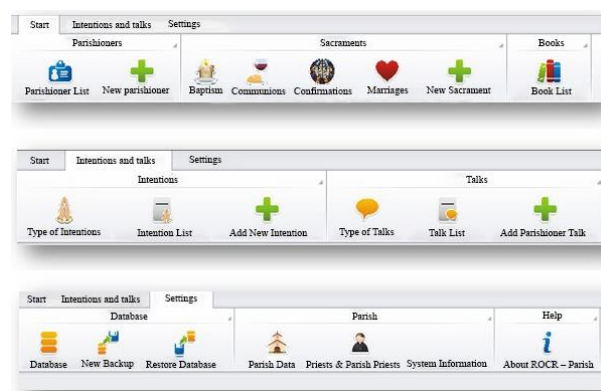 Start Intentions and talks Settings
Parishioners Sacraments Books
Parishioner List New parishioner Baptism Communions Confirmations Marriages New Sacrament Book List
Start Intentions and talks Settings
Intentions Talks
Type of Intentions Intention List Add New Intention Type of Talks Talk List Add Parishioner Talk
Start Intentions and talks Settings
Database Parish Help
Database New Backup Restore Database Parish Data Priests & Parish Priests System Information About ROCR – Parish